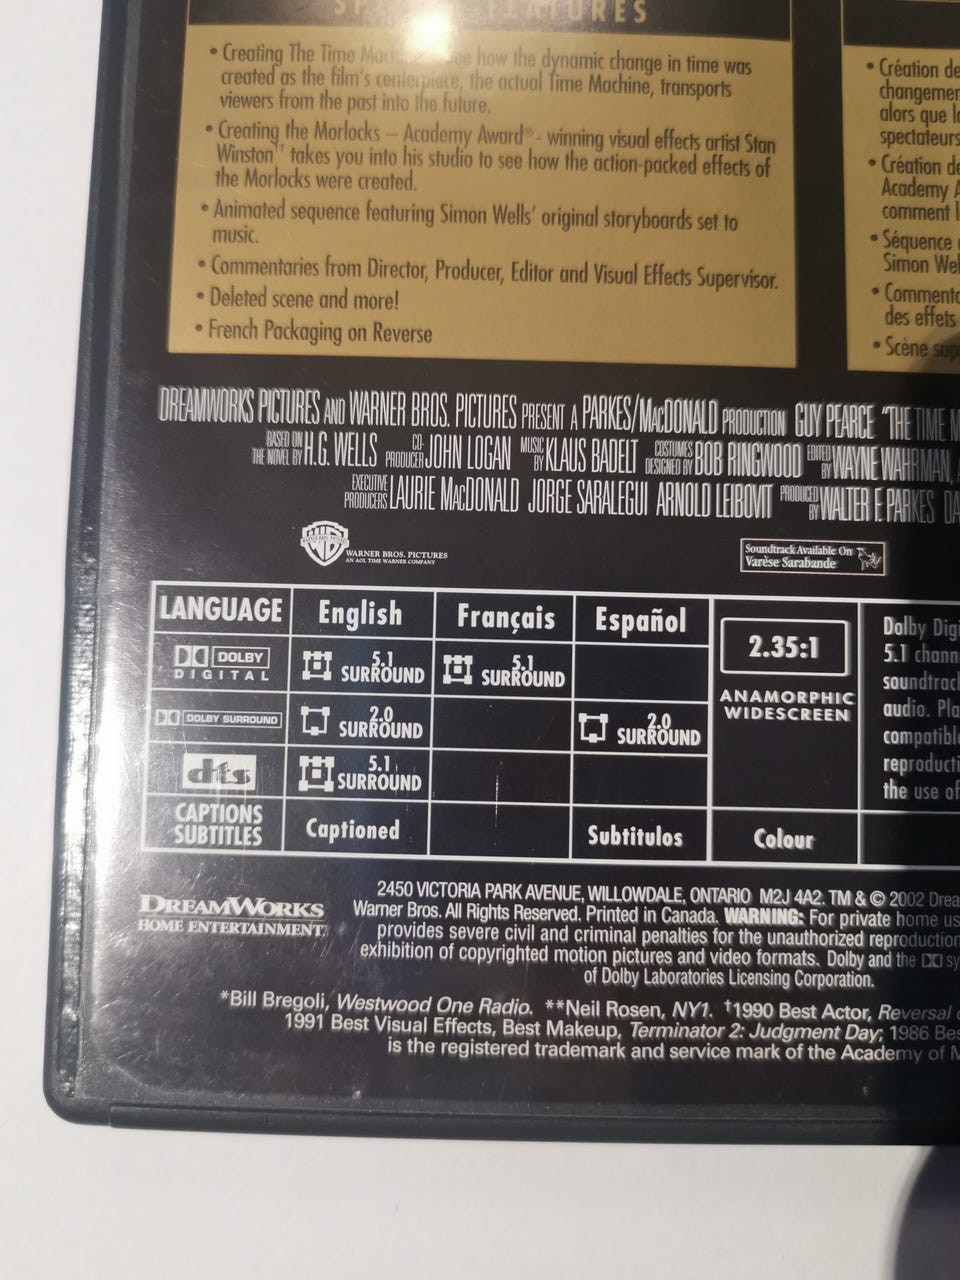 SPECIAL FEATURES
• Creating The Time Machine – See how the dynamic change in time was
created as the film's centerpiece, the actual Time Machine, transports
viewers from the past into the future.
• Creating the Morlocks – Academy Award® - winning visual effects artist Stan
Winston†† takes you into his studio to see how the action-packed effects of
the Morlocks were created.
• Animated sequence featuring Simon Wells' original storyboards set to
music.
• Commentaries from Director, Producer, Editor and Visual Effects Supervisor.
• Deleted scene and more!
• French Packaging on Reverse
• Création de
changemen
alors que l
spectateurs
• Création de
Academy A
comment l
• Séquence
Simon Wel
• Commenta
des effets
• Scène sup
DREAMWORKS PICTURES AND WARNER BROS. PICTURES PRESENT A PARKES/MACDONALD PRODUCTION GUY PEARCE "THE TIME M
BASED ON THE NOVEL BY H.G. WELLS CO-PRODUCER JOHN LOGAN MUSIC BY KLAUS BADELT COSTUMES DESIGNED BY BOB RINGWOOD EDITED BY WAYNE WAHRMAN,
EXECUTIVE PRODUCERS LAURIE MACDONALD JORGE SARALEGUI ARNOLD LEIBOVIT PRODUCED BY WALTER F. PARKES DA
WARNER BROS. PICTURES
AN AOL TIME WARNER COMPANY
Soundtrack Available On
Varèse Sarabande
LANGUAGE English Français Español
DOLBY DIGITAL 5.1 SURROUND 5.1 SURROUND
DOLBY SURROUND 2.0 SURROUND 2.0 SURROUND
dts 5.1 SURROUND
CAPTIONS SUBTITLES Captioned Subtitulos
2.35:1
ANAMORPHIC
WIDESCREEN
Colour
Dolby Digi
5.1 chann
soundtrac
audio. Pla
compatibl
reproducti
the use of
DREAMWORKS
HOME ENTERTAINMENT
2450 VICTORIA PARK AVENUE, WILLOWDALE, ONTARIO M2J 4A2. TM & © 2002 Drea
Warner Bros. All Rights Reserved. Printed in Canada. WARNING: For private home us
provides severe civil and criminal penalties for the unauthorized reproduction
exhibition of copyrighted motion pictures and video formats. Dolby and the DD sy
of Dolby Laboratories Licensing Corporation.
*Bill Bregoli, Westwood One Radio. **Neil Rosen, NY1. †1990 Best Actor, Reversal
1991 Best Visual Effects, Best Makeup, Terminator 2: Judgment Day; 1986 Bes
is the registered trademark and service mark of the Academy of M